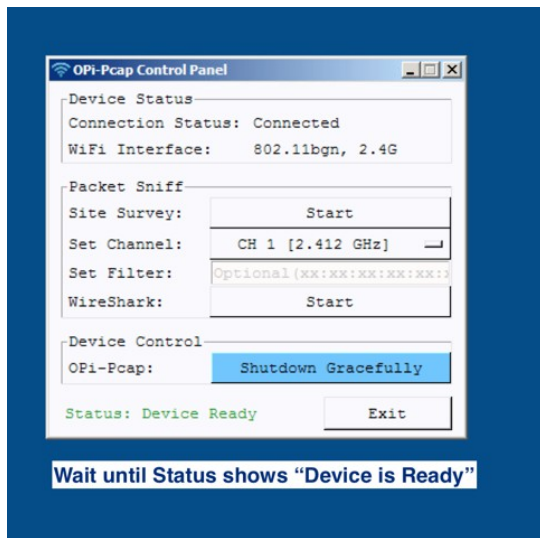 OPi-Pcap Control Panel
Device Status
Connection Status: Connected
WiFi Interface: 802.11bgn, 2.4G
Packet Sniff
Site Survey: Start
Set Channel: CH 1 [2.412 GHz]
Set Filter: Optional(xx:xx:xx:xx:xx:x
WireShark: Start
Device Control
OPi-Pcap: Shutdown Gracefully
Status: Device Ready Exit
Wait until Status shows “Device is Ready”